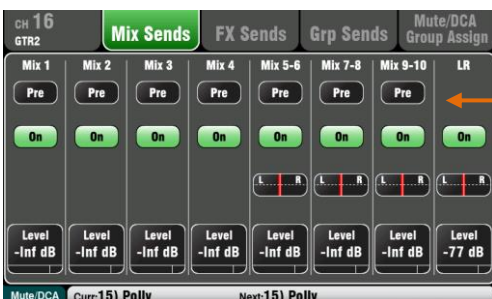 CH 16 Mix Sends FX Sends Grp Sends Mute/DCA
GTR2 Group Assign
Mix 1 Mix 2 Mix 3 Mix 4 Mix 5-6 Mix 7-8 Mix 9-10 LR
Pre Pre Pre Pre Pre Pre Pre
On On On On On On On On
L R L R L R L R
Level Level Level Level Level Level Level Level
-Inf dB -Inf dB -Inf dB -Inf dB -Inf dB -Inf dB -Inf dB -77 dB
Mute/DCA Curr:15) Polly Next:15) Polly